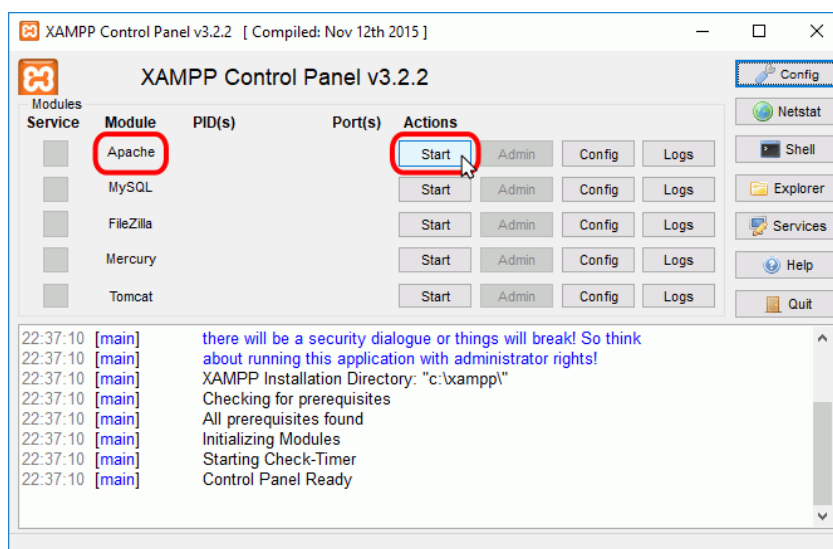 XAMPP Control Panel v3.2.2 [ Compiled: Nov 12th 2015 ]
XAMPP Control Panel v3.2.2
Config
Modules
Service Module PID(s) Port(s) Actions
Netstat
Apache Start Admin Config Logs
Shell
MySQL Start Admin Config Logs
Explorer
FileZilla Start Admin Config Logs
Services
Mercury Start Admin Config Logs
Help
Tomcat Start Admin Config Logs
Quit
22:37:10 [main] there will be a security dialogue or things will break! So think
22:37:10 [main] about running this application with administrator rights!
22:37:10 [main] XAMPP Installation Directory: "c:\xampp\"
22:37:10 [main] Checking for prerequisites
22:37:10 [main] All prerequisites found
22:37:10 [main] Initializing Modules
22:37:10 [main] Starting Check-Timer
22:37:10 [main] Control Panel Ready